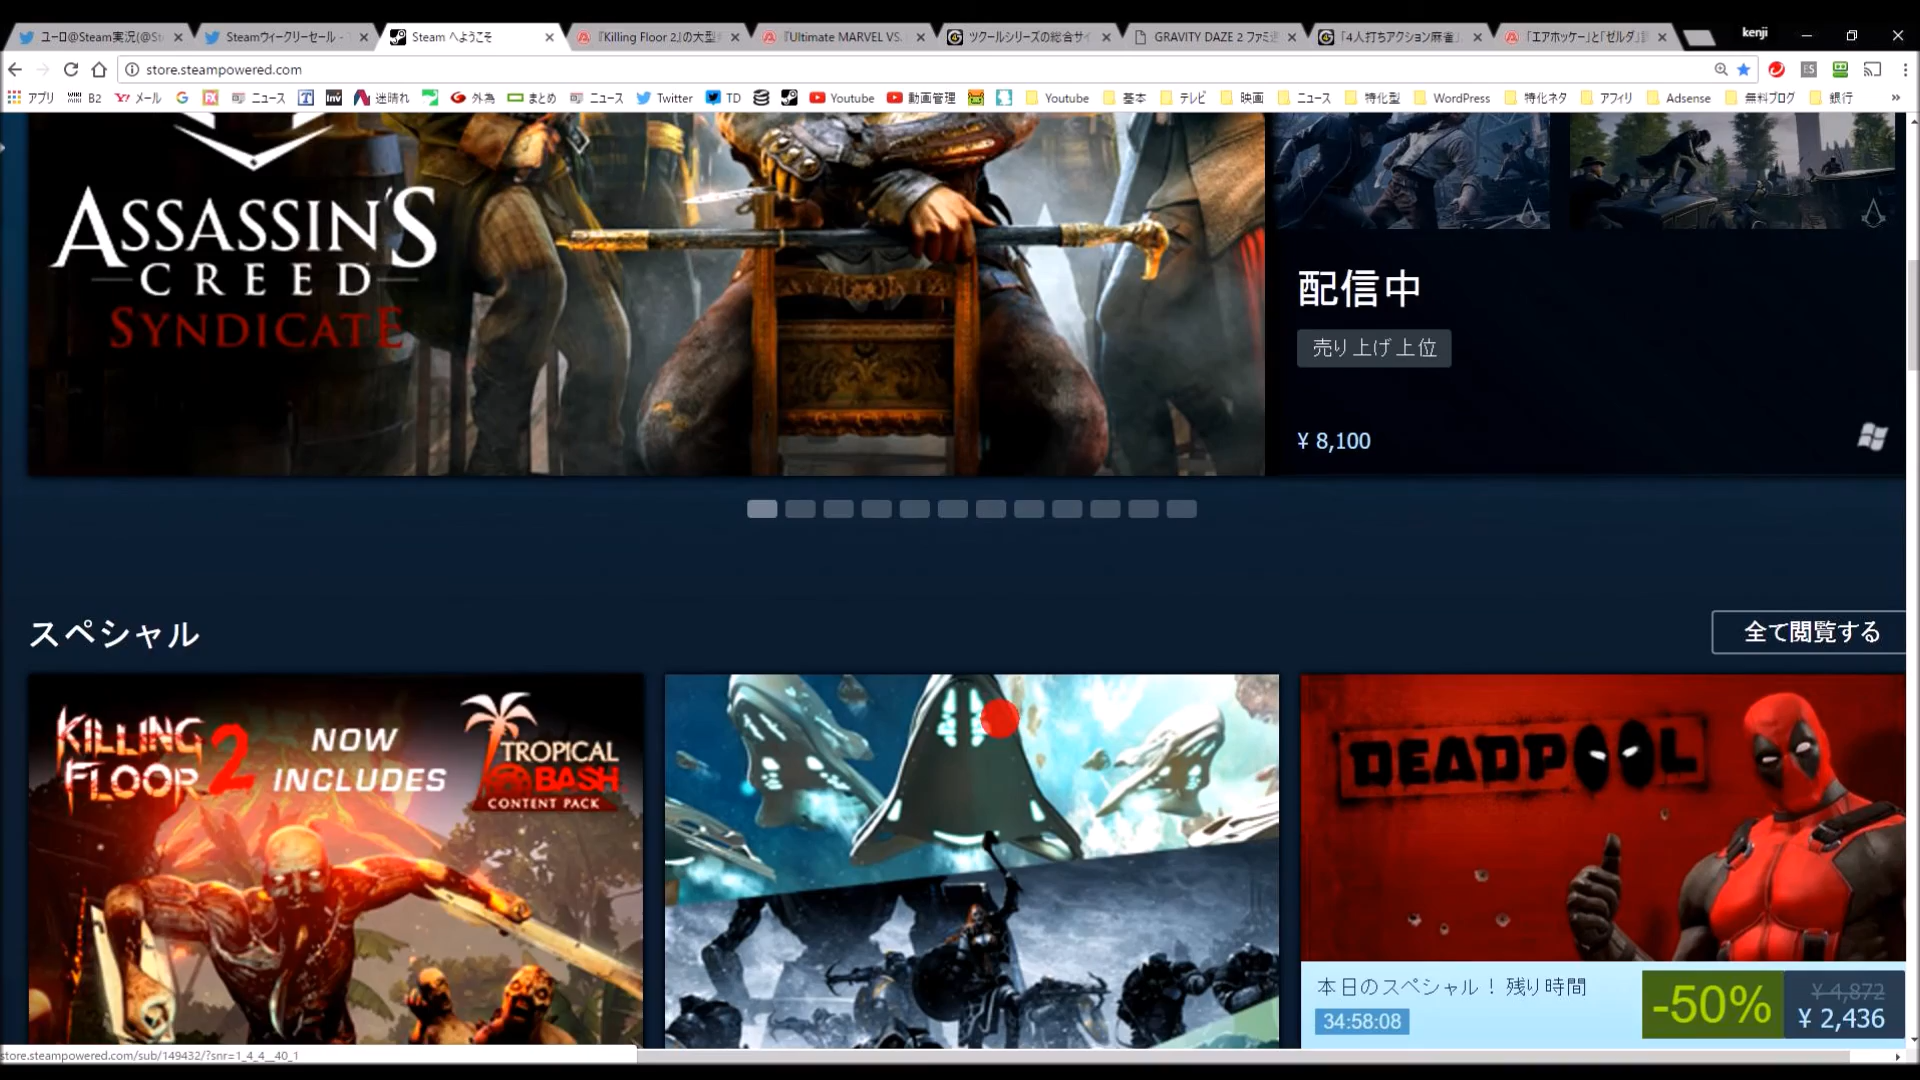 ユーロ@Steam実況(@St
Steamウィークリーセール - T
Steam へようこそ
『Killing Floor 2』の大型
『Ultimate MARVEL VS.
ツクールシリーズの総合サイ
GRAVITY DAZE 2 ファミ通
「4人打ちアクション麻雀」
「エアホッケー」と「ゼルダ」
kenji
store.steampowered.com
アプリ
B2
メール
ニュース
Inv
迷晴れ
外為
まとめ
ニュース
Twitter
TD
Youtube
動画管理
Youtube
基本
テレビ
映画
ニュース
特化型
WordPress
特化ネタ
アフィリ
Adsense
無料ブログ
銀行
»
ASSASSIN'S
CREED
SYNDICATE
配信中
売り上げ上位
¥ 8,100
スペシャル
全て閲覧する
KILLING FLOOR 2
NOW INCLUDES
TROPICAL
BASH
CONTENT PACK
DEADPOOL
本日のスペシャル！残り時間
34:58:08
-50%
¥ 4,872
¥ 2,436
store.steampowered.com/sub/149432/?snr=1_4_4__40_1